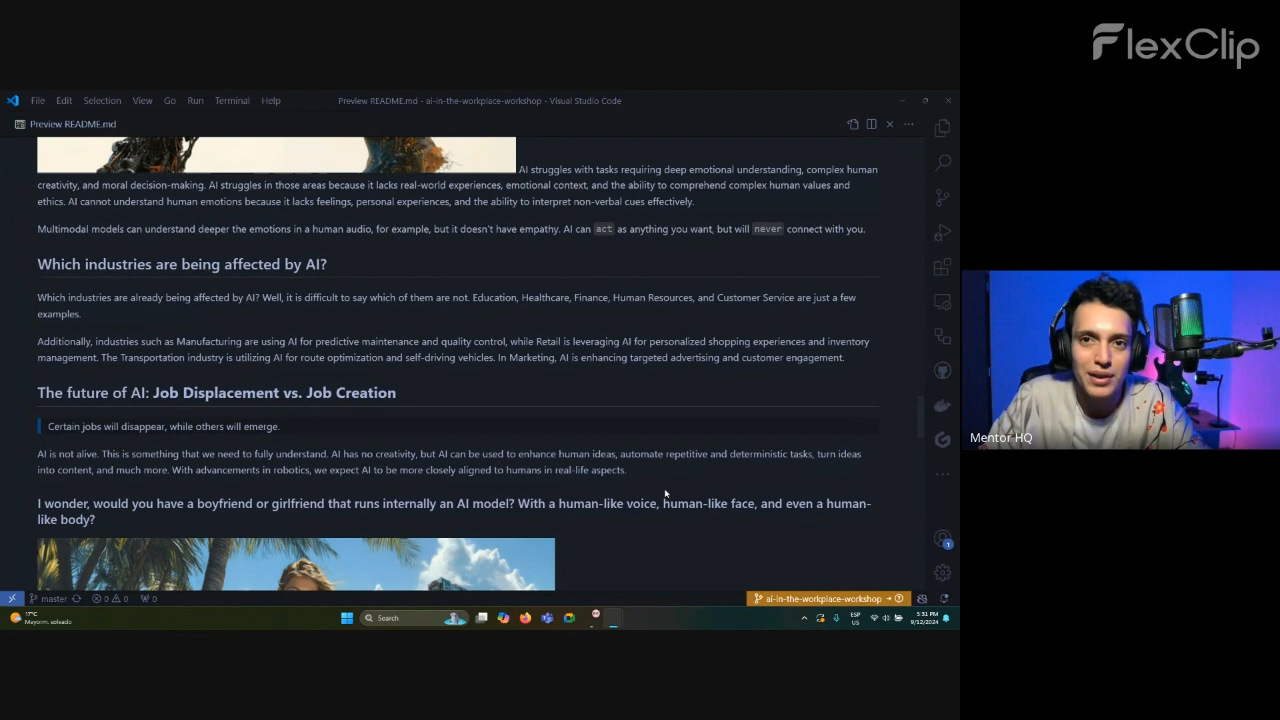 FlexClip
File Edit Selection View Go Run Terminal Help
Preview README.md - ai-in-the-workplace-workshop - Visual Studio Code
Preview README.md
AI struggles with tasks requiring deep emotional understanding, complex human
creativity, and moral decision-making. AI struggles in those areas because it lacks real-world experiences, emotional context, and the ability to comprehend complex human values and
ethics. AI cannot understand human emotions because it lacks feelings, personal experiences, and the ability to interpret non-verbal cues effectively.
Multimodal models can understand deeper the emotions in a human audio, for example, but it doesn't have empathy. AI can act as anything you want, but will never connect with you.
Which industries are being affected by AI?
Which industries are already being affected by AI? Well, it is difficult to say which of them are not. Education, Healthcare, Finance, Human Resources, and Customer Service are just a few
examples.
Additionally, industries such as Manufacturing are using AI for predictive maintenance and quality control, while Retail is leveraging AI for personalized shopping experiences and inventory
management. The Transportation industry is utilizing AI for route optimization and self-driving vehicles. In Marketing, AI is enhancing targeted advertising and customer engagement.
The future of AI: Job Displacement vs. Job Creation
Certain jobs will disappear, while others will emerge.
AI is not alive. This is something that we need to fully understand. AI has no creativity, but AI can be used to enhance human ideas, automate repetitive and deterministic tasks, turn ideas
into content, and much more. With advancements in robotics, we expect AI to be more closely aligned to humans in real-life aspects.
I wonder, would you have a boyfriend or girlfriend that runs internally an AI model? With a human-like voice, human-like face, and even a human-
like body?
Mentor HQ
1
master 0 0 0
ai-in-the-workplace-workshop
17°C
Mayorm. soleado
Search
ESP
US
5:31 PM
9/12/2024